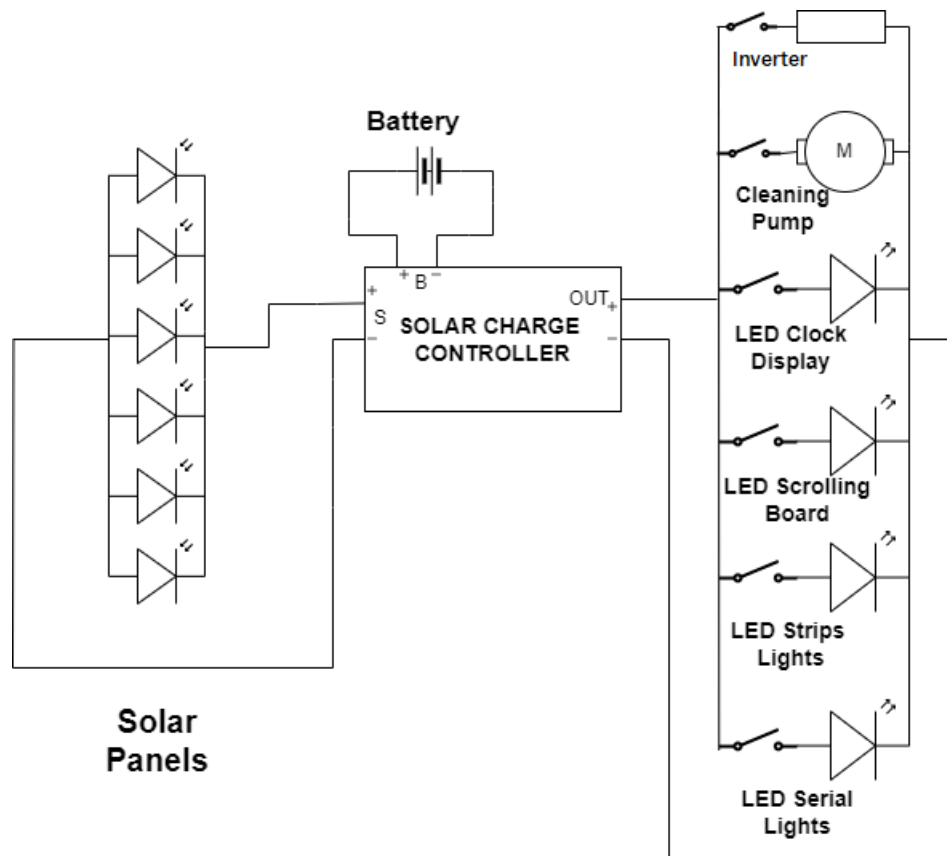 Inverter
Battery
M
Cleaning
Pump
+ B −
+
S
−
OUT
+
−
SOLAR CHARGE
CONTROLLER
LED Clock
Display
LED Scrolling
Board
LED Strips
Lights
Solar
Panels
LED Serial
Lights